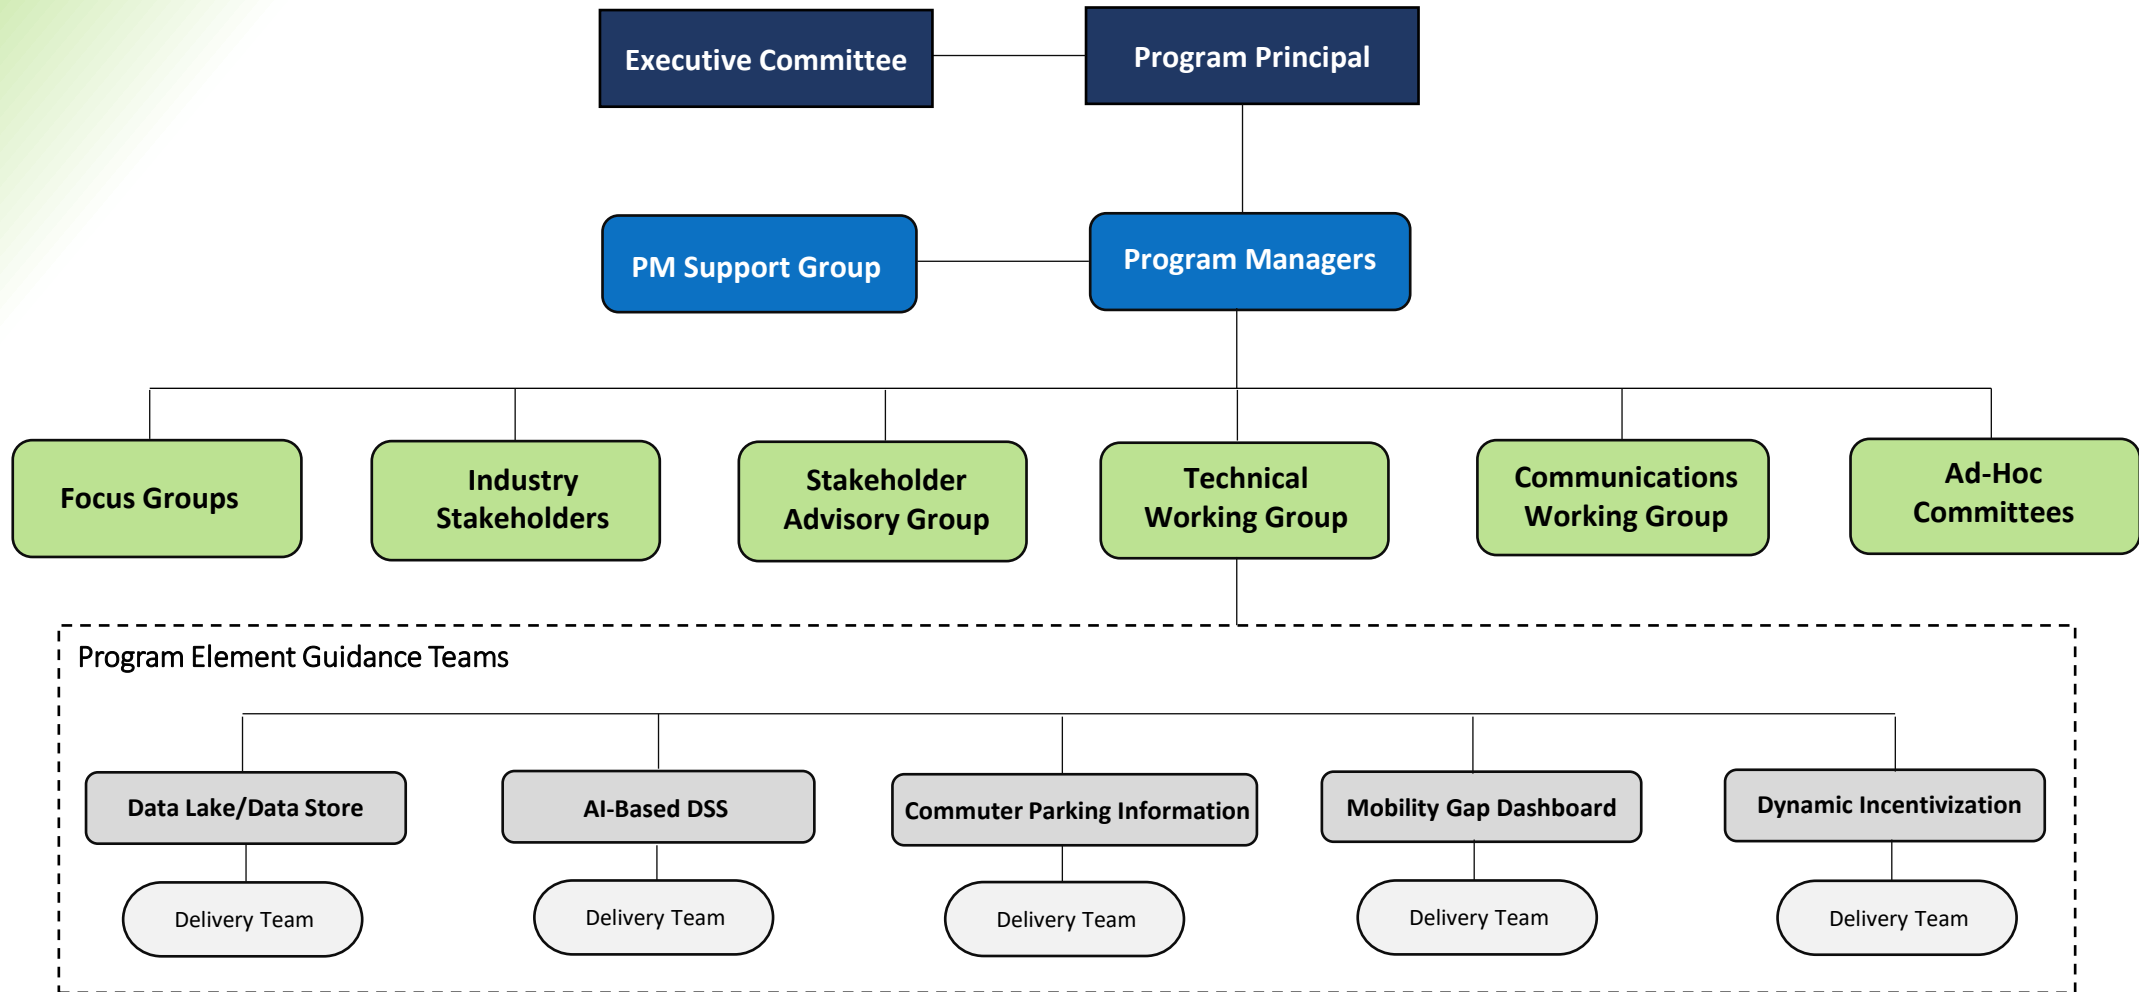 Executive Committee
Program Principal
PM Support Group
Program Managers
Focus Groups
Industry
Stakeholders
Stakeholder
Advisory Group
Technical
Working Group
Communications
Working Group
Ad-Hoc
Committees
Program Element Guidance Teams
Data Lake/Data Store
AI-Based DSS
Commuter Parking Information
Mobility Gap Dashboard
Dynamic Incentivization
Delivery Team
Delivery Team
Delivery Team
Delivery Team
Delivery Team